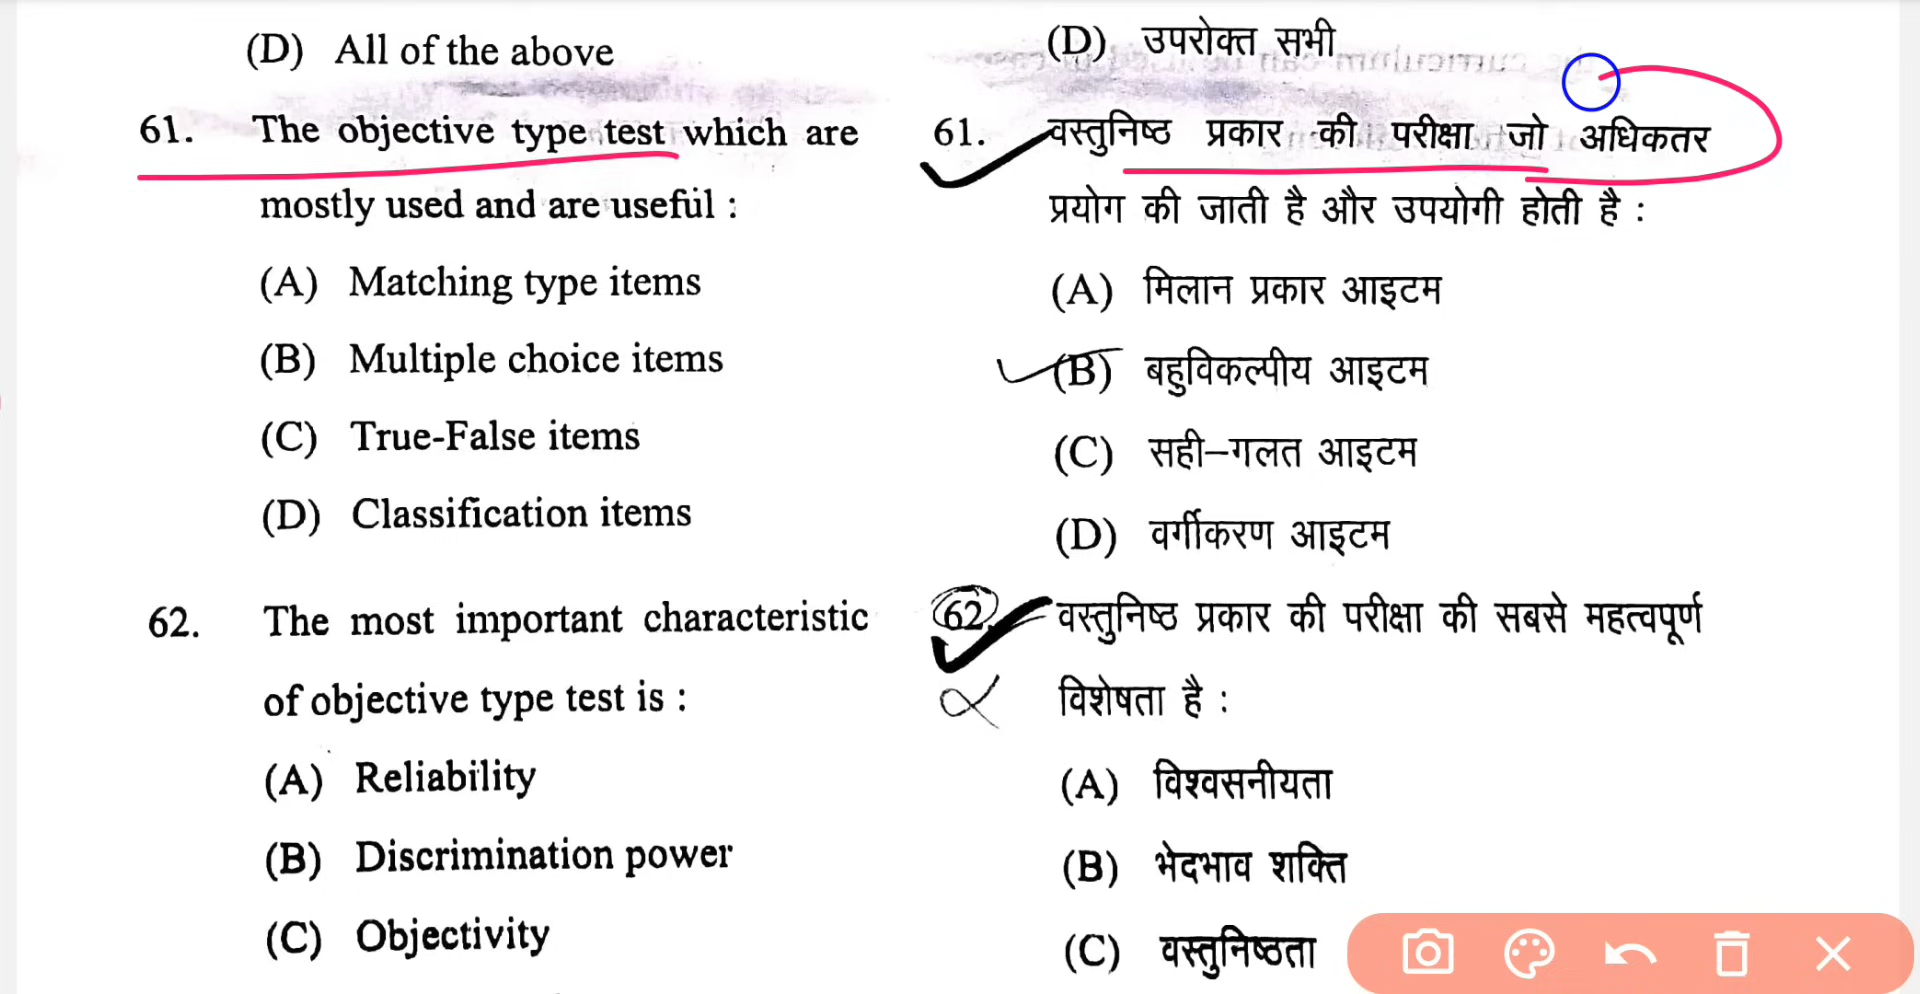 (D) All of the above
61. The objective type test which are
mostly used and are useful :
(A) Matching type items
(B) Multiple choice items
(C) True-False items
(D) Classification items
62. The most important characteristic
of objective type test is :
(A) Reliability
(B) Discrimination power
(C) Objectivity
(D) उपरोक्त सभी
61. वस्तुनिष्ठ प्रकार की परीक्षा जो अधिकतर
प्रयोग की जाती है और उपयोगी होती है :
(A) मिलान प्रकार आइटम
(B) बहुविकल्पीय आइटम
(C) सही–गलत आइटम
(D) वर्गीकरण आइटम
62. वस्तुनिष्ठ प्रकार की परीक्षा की सबसे महत्वपूर्ण
विशेषता है :
(A) विश्वसनीयता
(B) भेदभाव शक्ति
(C) वस्तुनिष्ठता